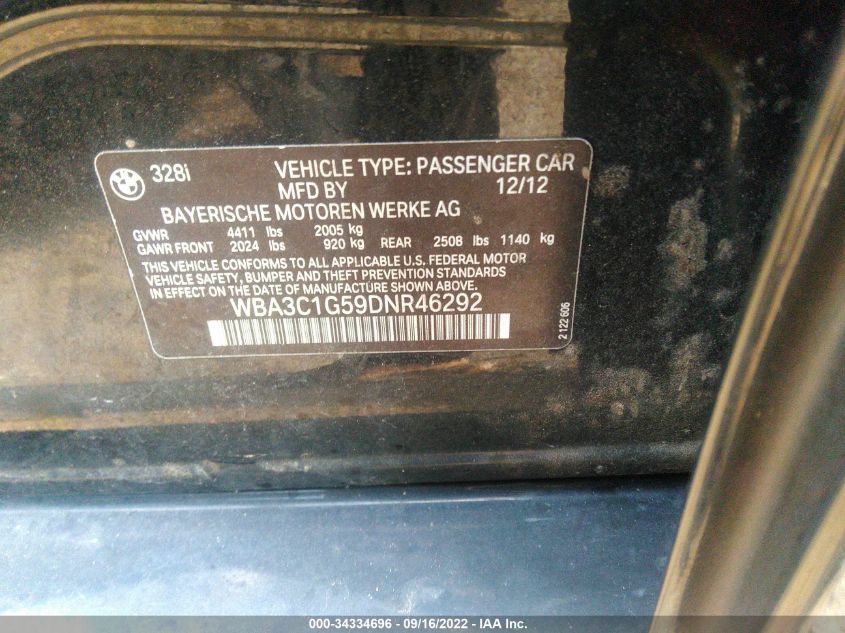 328i VEHICLE TYPE: PASSENGER CAR
MFD BY 12/12
BAYERISCHE MOTOREN WERKE AG
GVWR 4411 lbs 2005 kg
GAWR FRONT 2024 lbs 920 kg REAR 2508 lbs 1140 kg
THIS VEHICLE CONFORMS TO ALL APPLICABLE U.S. FEDERAL MOTOR
VEHICLE SAFETY, BUMPER AND THEFT PREVENTION STANDARDS
IN EFFECT ON THE DATE OF MANUFACTURE SHOWN ABOVE.
WBA3C1G59DNR46292
2 122 606
000-34334696 - 09/16/2022 - IAA Inc.